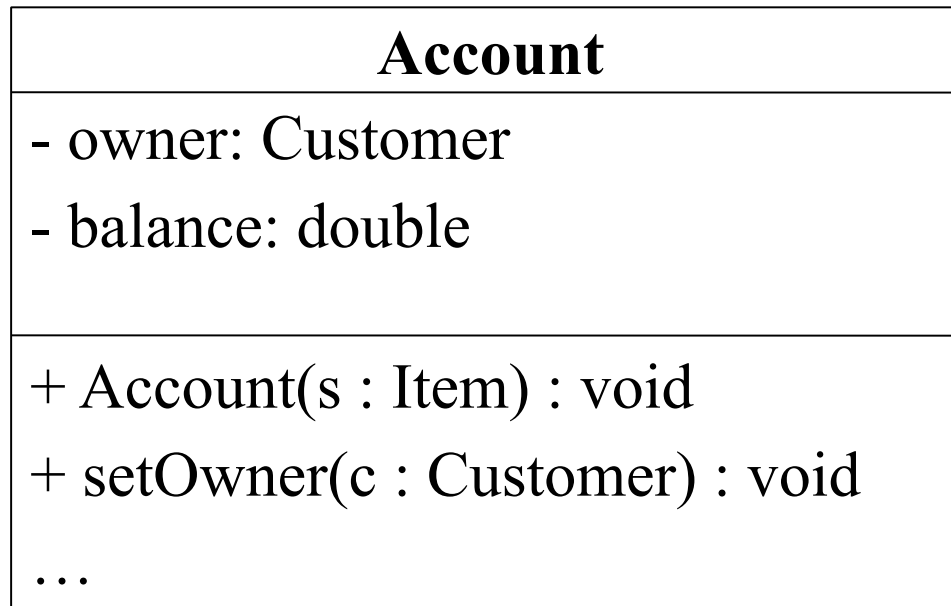 Account
- owner: Customer
- balance: double
+ Account(s : Item) : void
+ setOwner(c : Customer) : void
…